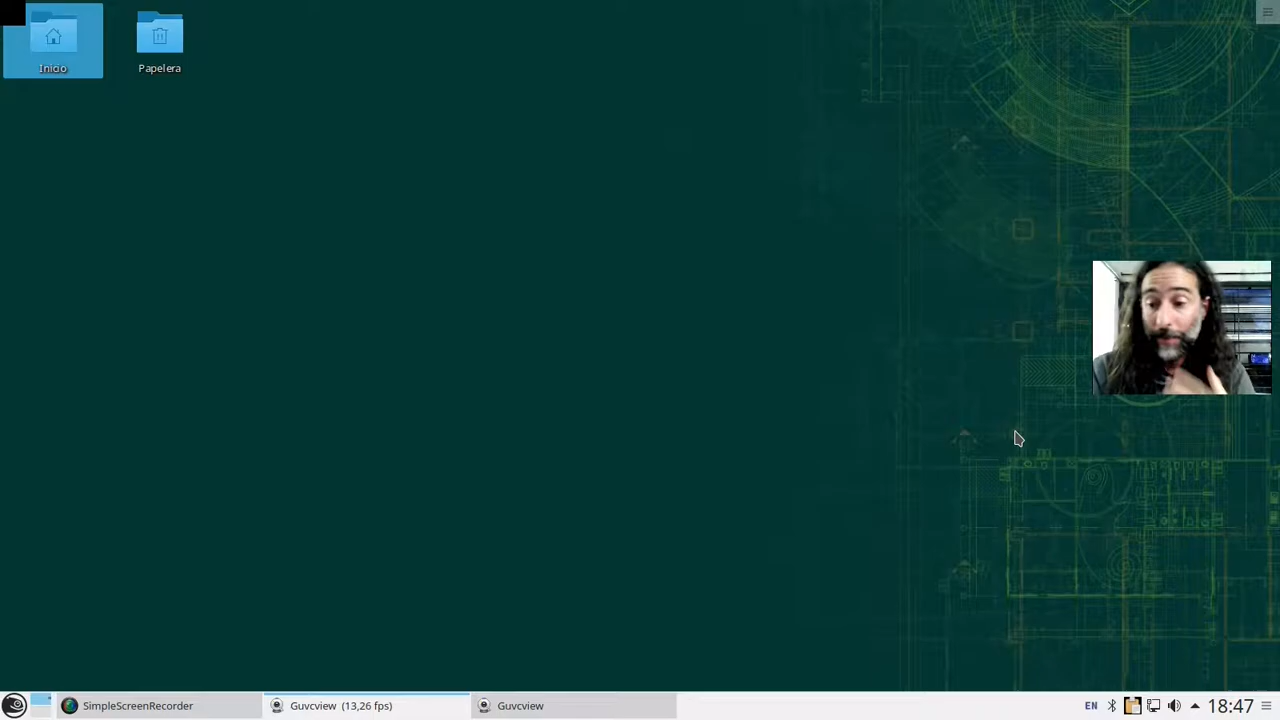 Inicio
Papelera
SimpleScreenRecorder
Guvcview (13,26 fps)
Guvcview
EN
18:47